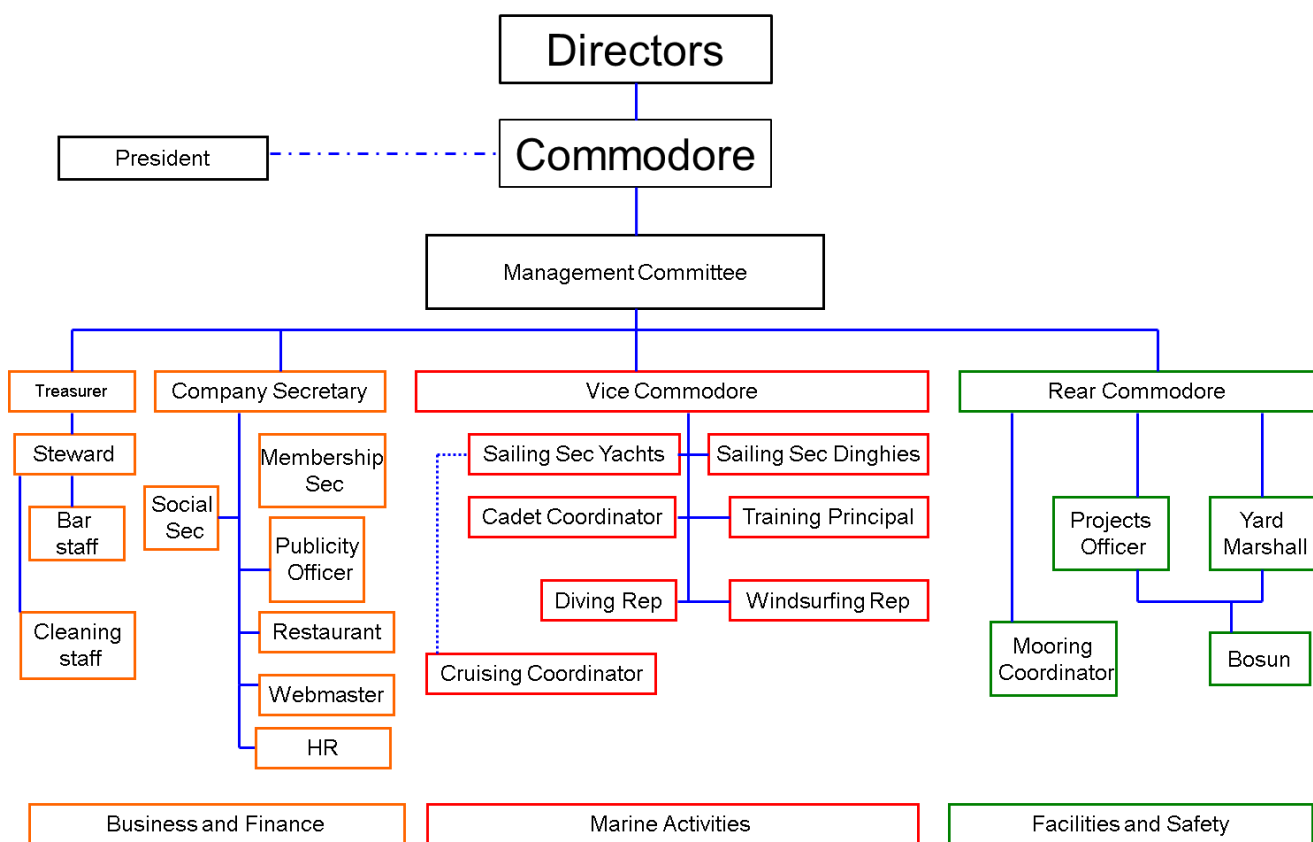 Directors
President
Commodore
Management Committee
Treasurer
Company Secretary
Vice Commodore
Rear Commodore
Steward
Membership
Sec
Sailing Sec Yachts
Sailing Sec Dinghies
Social
Sec
Bar
staff
Publicity
Officer
Cadet Coordinator
Training Principal
Projects
Officer
Yard
Marshall
Diving Rep
Windsurfing Rep
Cleaning
staff
Restaurant
Cruising Coordinator
Mooring
Coordinator
Bosun
Webmaster
HR
Business and Finance
Marine Activities
Facilities and Safety